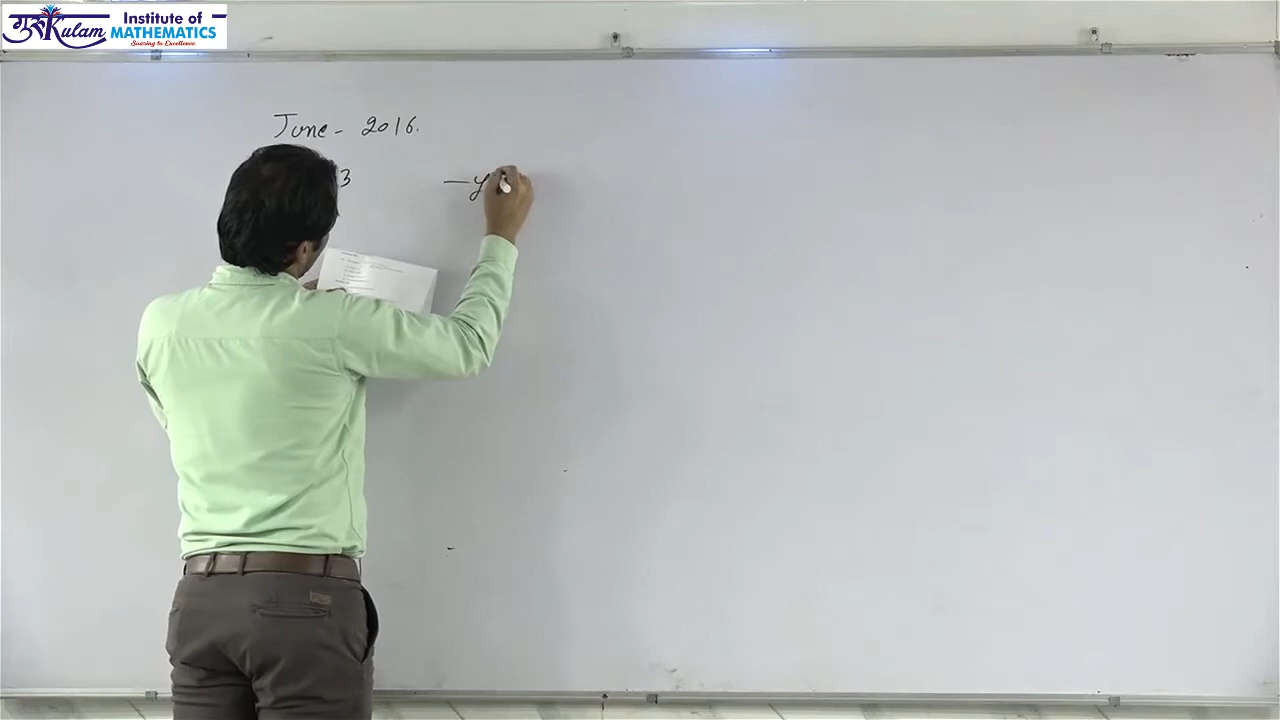 गुरुKulam Institute of
MATHEMATICS
Soaring to Excellence
June - 2016.
3 - y